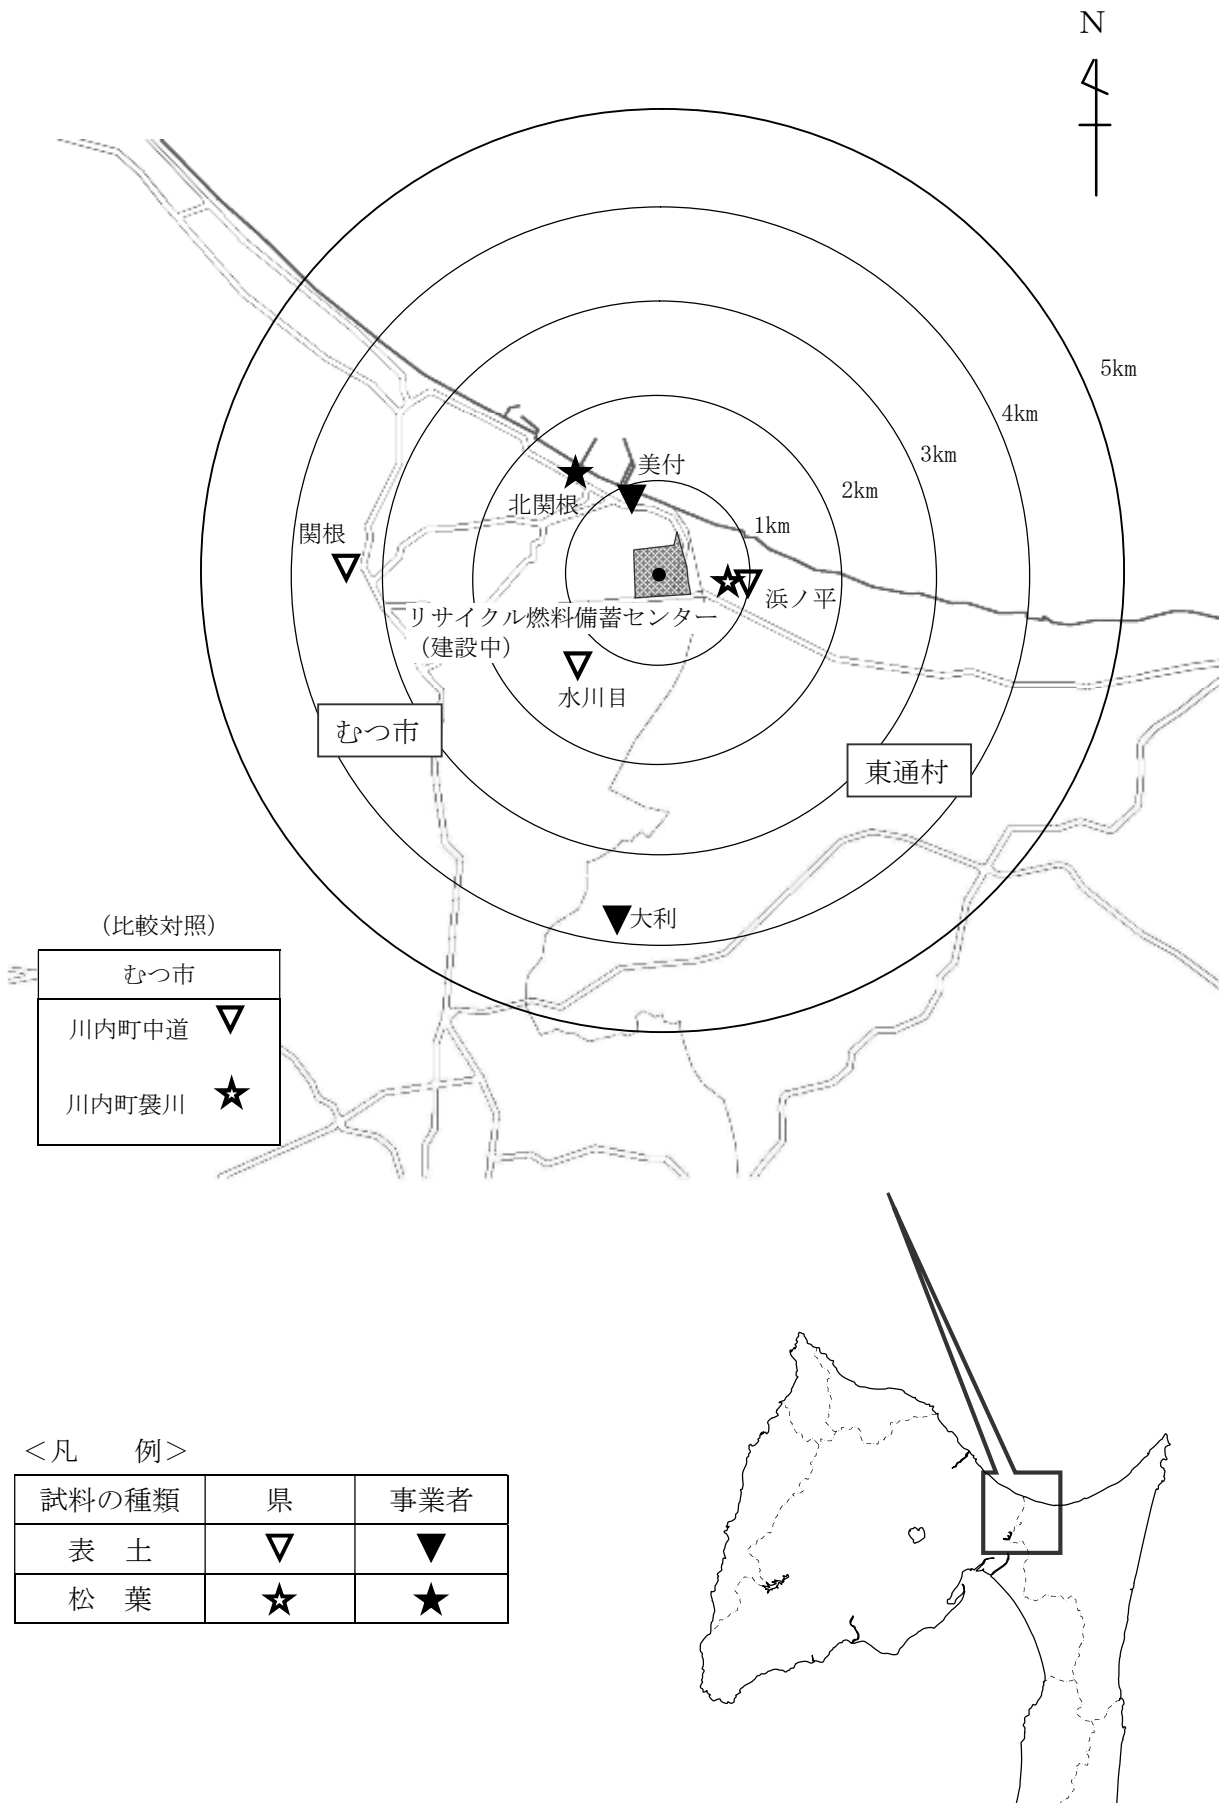 N
5km
4km
3km
2km
1km
美付
北関根
関根
浜ノ平
リサイクル燃料備蓄センター
(建設中)
水川目
むつ市
東通村
大利
(比較対照)
むつ市
川内町中道
川内町袰川
<凡 例>
試料の種類 県 事業者
表 土
松 葉